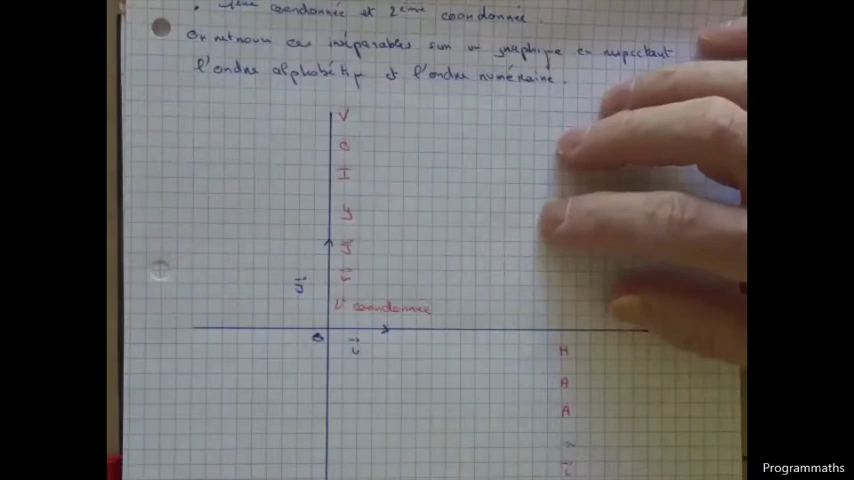 1ère coordonnée et 2ème coordonnée.
On retrouve ces inséparables sur un graphique en respectant
l'ordre alphabétique et l'ordre numéraire.
V
O
I
y
j
2e coordonnée
j
O
i
H
A
A
i
Programmaths